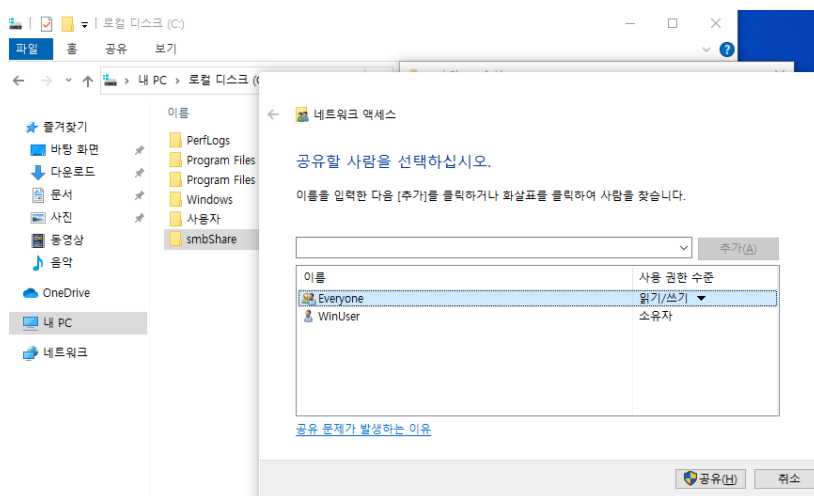 로컬 디스크 (C:)
파일 홈 공유 보기
내 PC 로컬 디스크 (
즐겨찾기
바탕 화면
다운로드
문서
사진
동영상
음악
OneDrive
내 PC
네트워크
이름
PerfLogs
Program Files
Program Files
Windows
사용자
smbShare
네트워크 액세스
공유할 사람을 선택하십시오.
이름을 입력한 다음 [추가]를 클릭하거나 화살표를 클릭하여 사람을 찾습니다.
추가(A)
이름 사용 권한 수준
Everyone 읽기/쓰기
WinUser 소유자
공유 문제가 발생하는 이유
공유(H) 취소